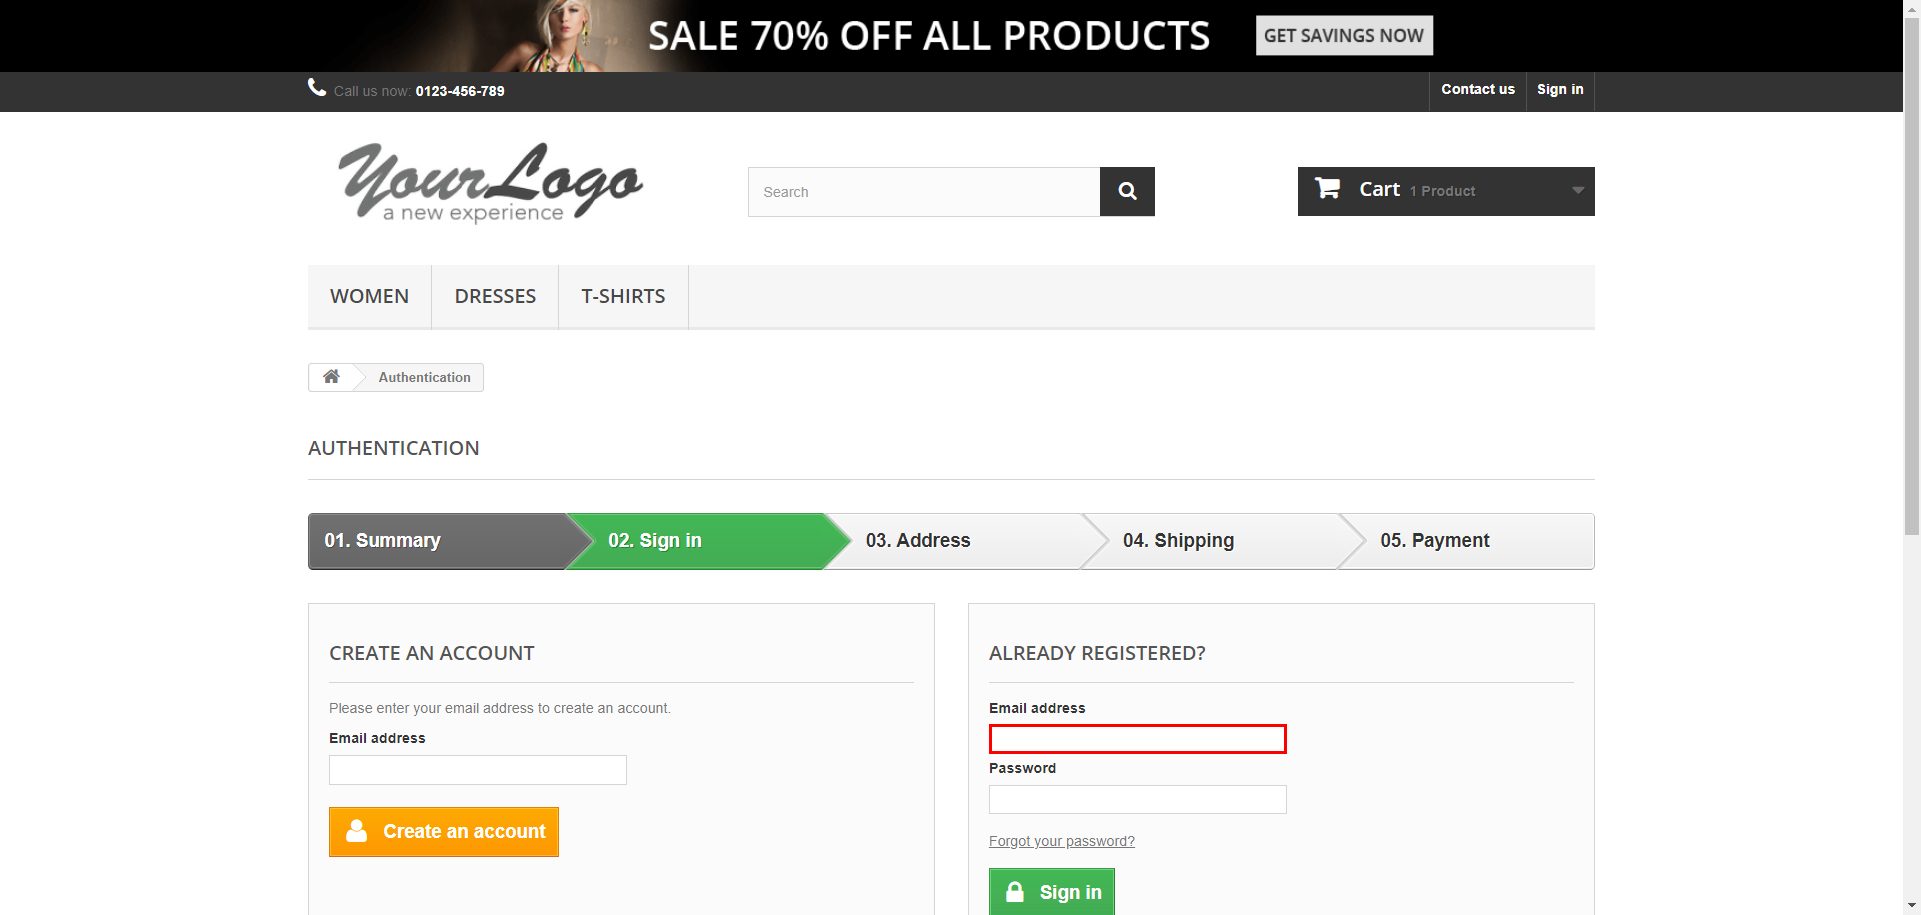 SALE 70% OFF ALL PRODUCTS GET SAVINGS NOW
Call us now: 0123-456-789 Contact us Sign in
YourLogo
a new experience
Search
Cart 1 Product
WOMEN DRESSES T-SHIRTS
Authentication
AUTHENTICATION
01. Summary 02. Sign in 03. Address 04. Shipping 05. Payment
CREATE AN ACCOUNT
Please enter your email address to create an account.
Email address
Create an account
ALREADY REGISTERED?
Email address
Password
Forgot your password?
Sign in